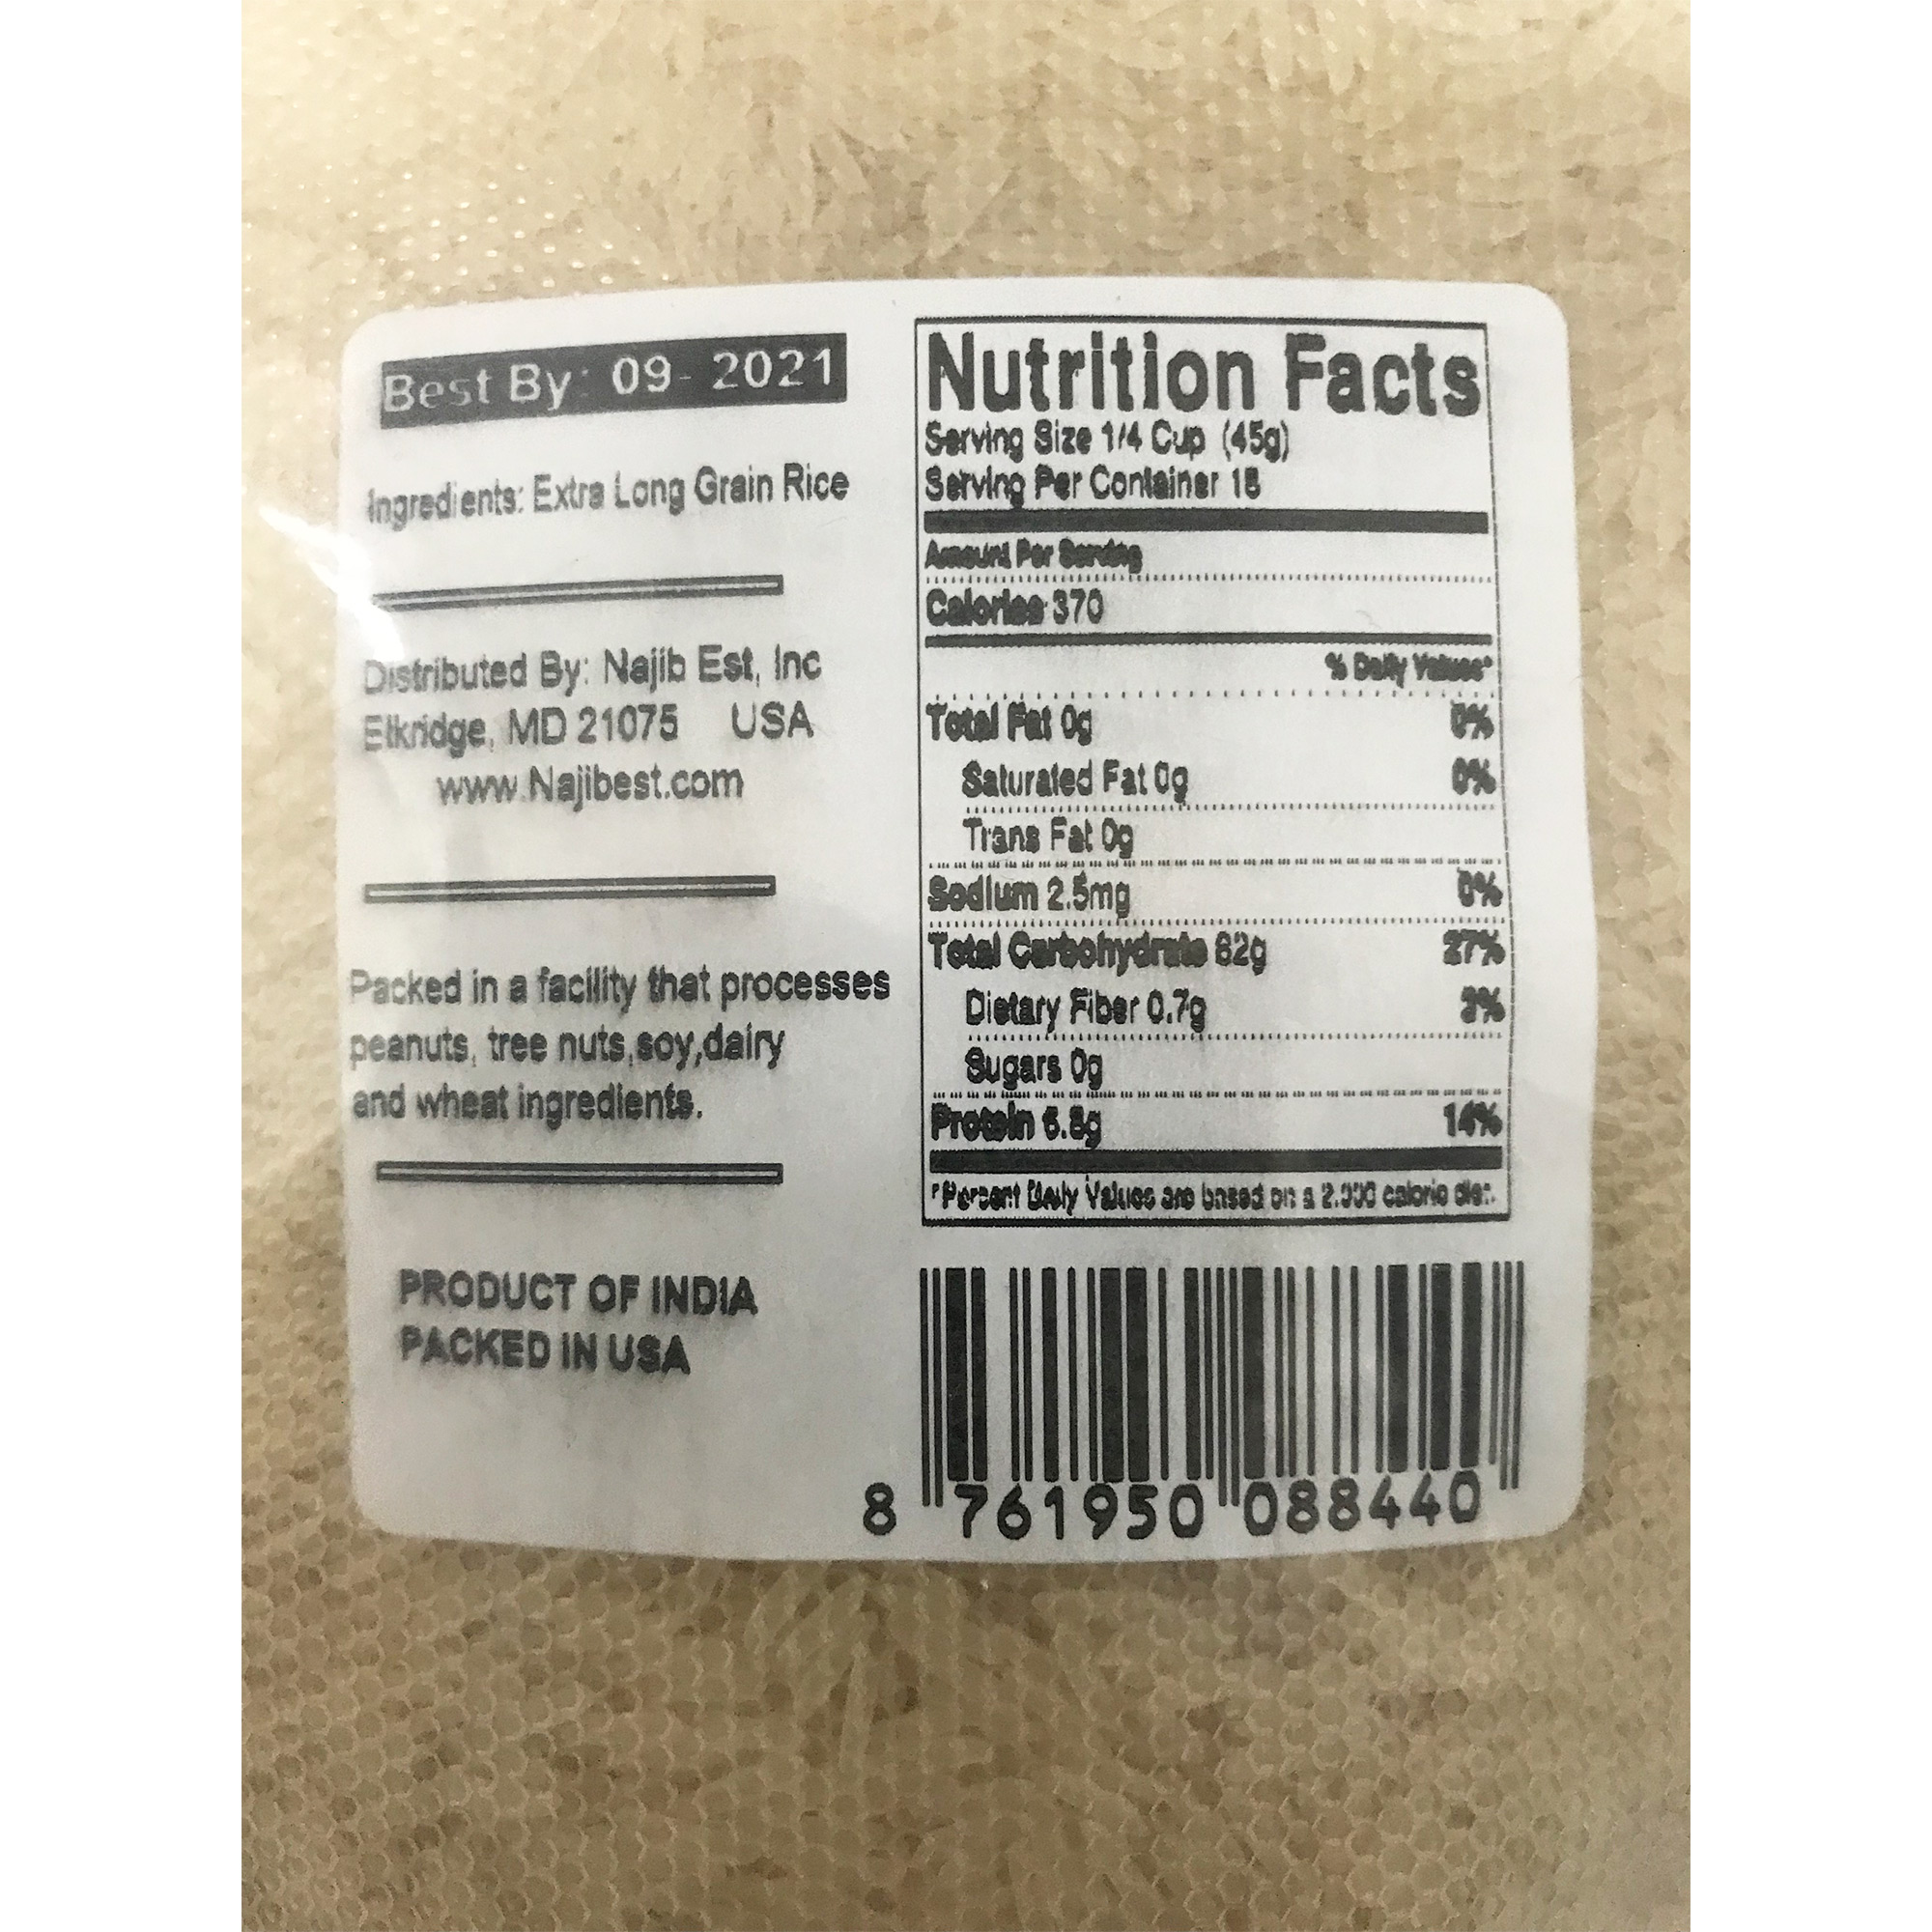 Best By: 09- 2021
Ingredients: Extra Long Grain Rice
Distributed By: Najib Est, Inc
Elkridge, MD 21075 USA
www.Najibest.com
Packed in a facility that processes
peanuts, tree nuts,soy,dairy
and wheat ingredients.
PRODUCT OF INDIA
PACKED IN USA
Nutrition Facts
Serving Size 1/4 Cup (45g)
Serving Per Container
Amount Per Serving
Calories 370
% Daily Values*
Total Fat 0g 0%
Saturated Fat 0g 0%
Trans Fat 0g
Sodium 2.5mg 0%
Total Carbohydrate 82g 27%
Dietary Fiber 0.7g 3%
Sugars 0g
Protein 6.8g 14%
*Percent Daily Values are based on a 2.000 calorie diet.
8 761950 088440